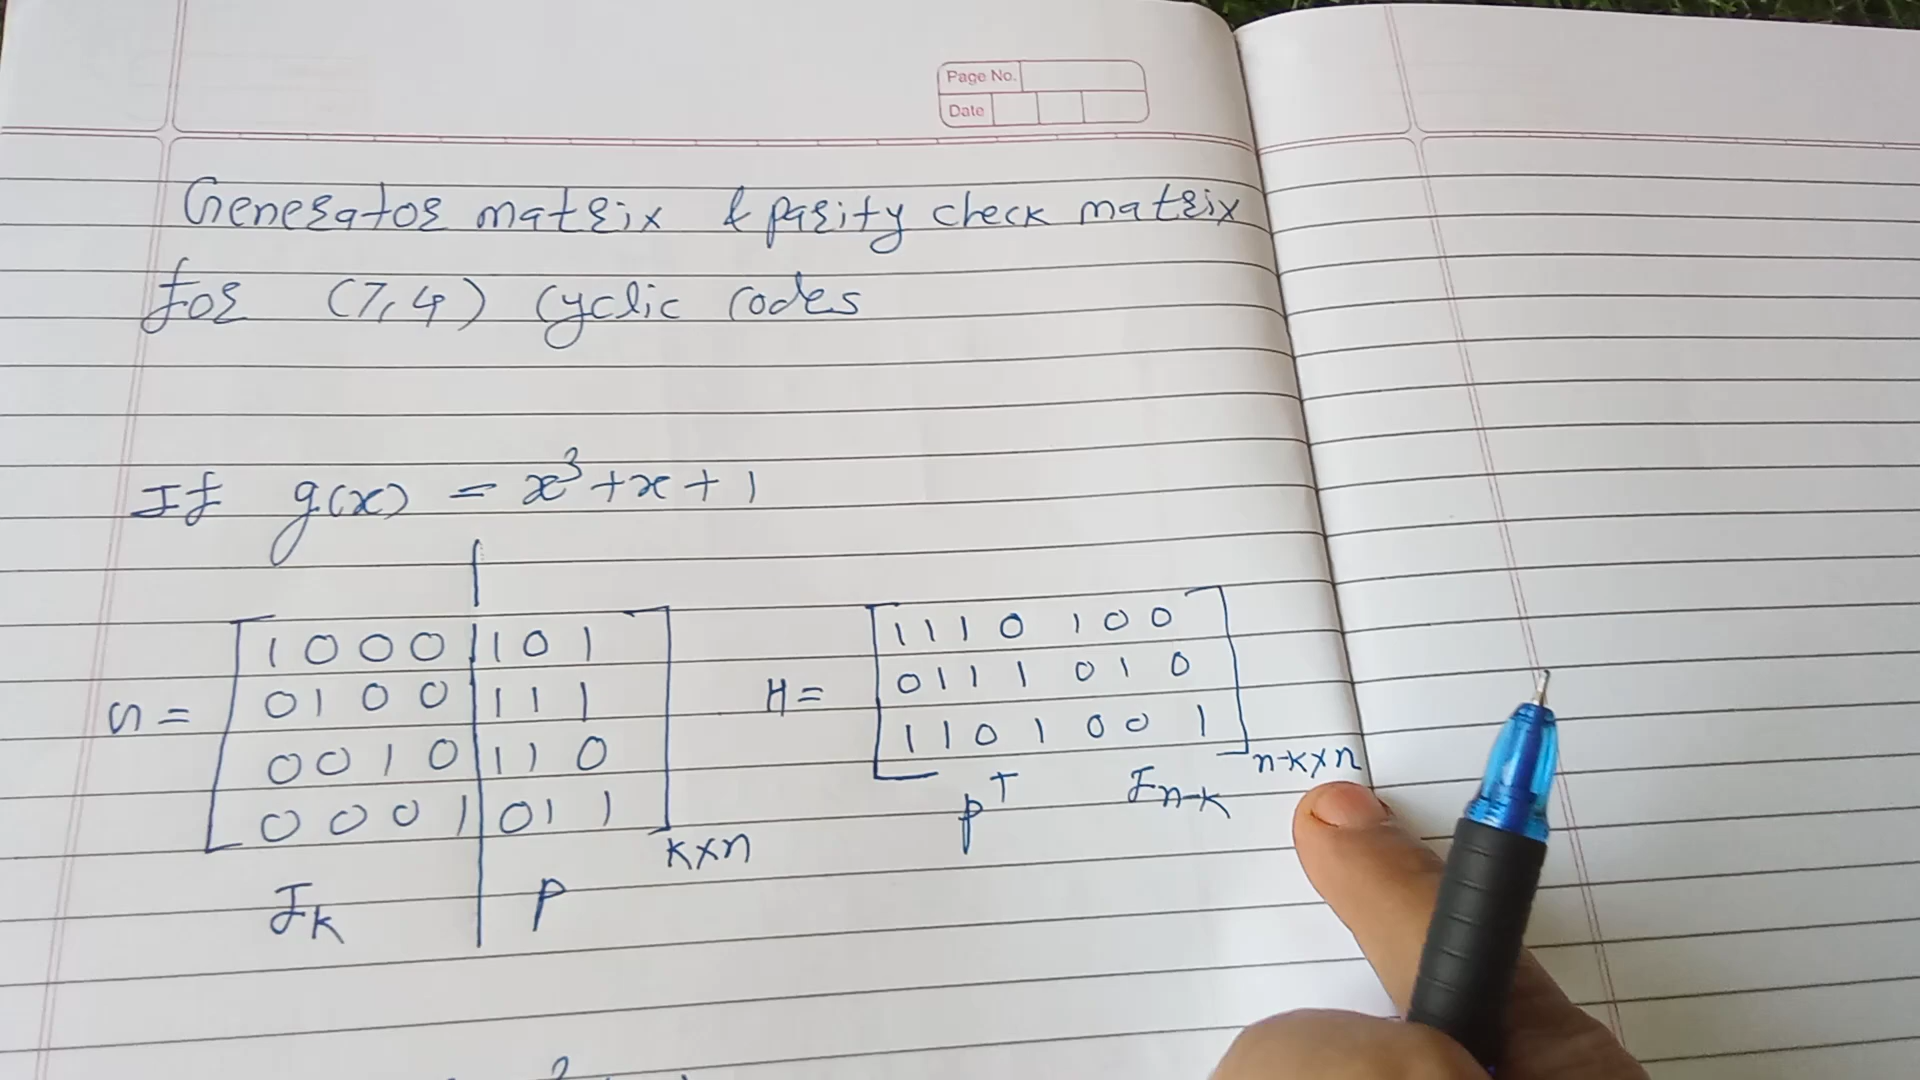 Page No.
Date
Generator matrix & parity check matrix
for (7,4) cyclic codes
If g(x) = x³+x+1
G = [1 0 0 0 | 1 0 1
0 1 0 0 | 1 1 1
0 0 1 0 | 1 1 0
0 0 0 1 | 0 1 1] k×n
I_k P
H = [1 1 1 0 1 0 0
0 1 1 1 0 1 0
1 1 0 1 0 0 1] n-k×n
P^T I_n-k